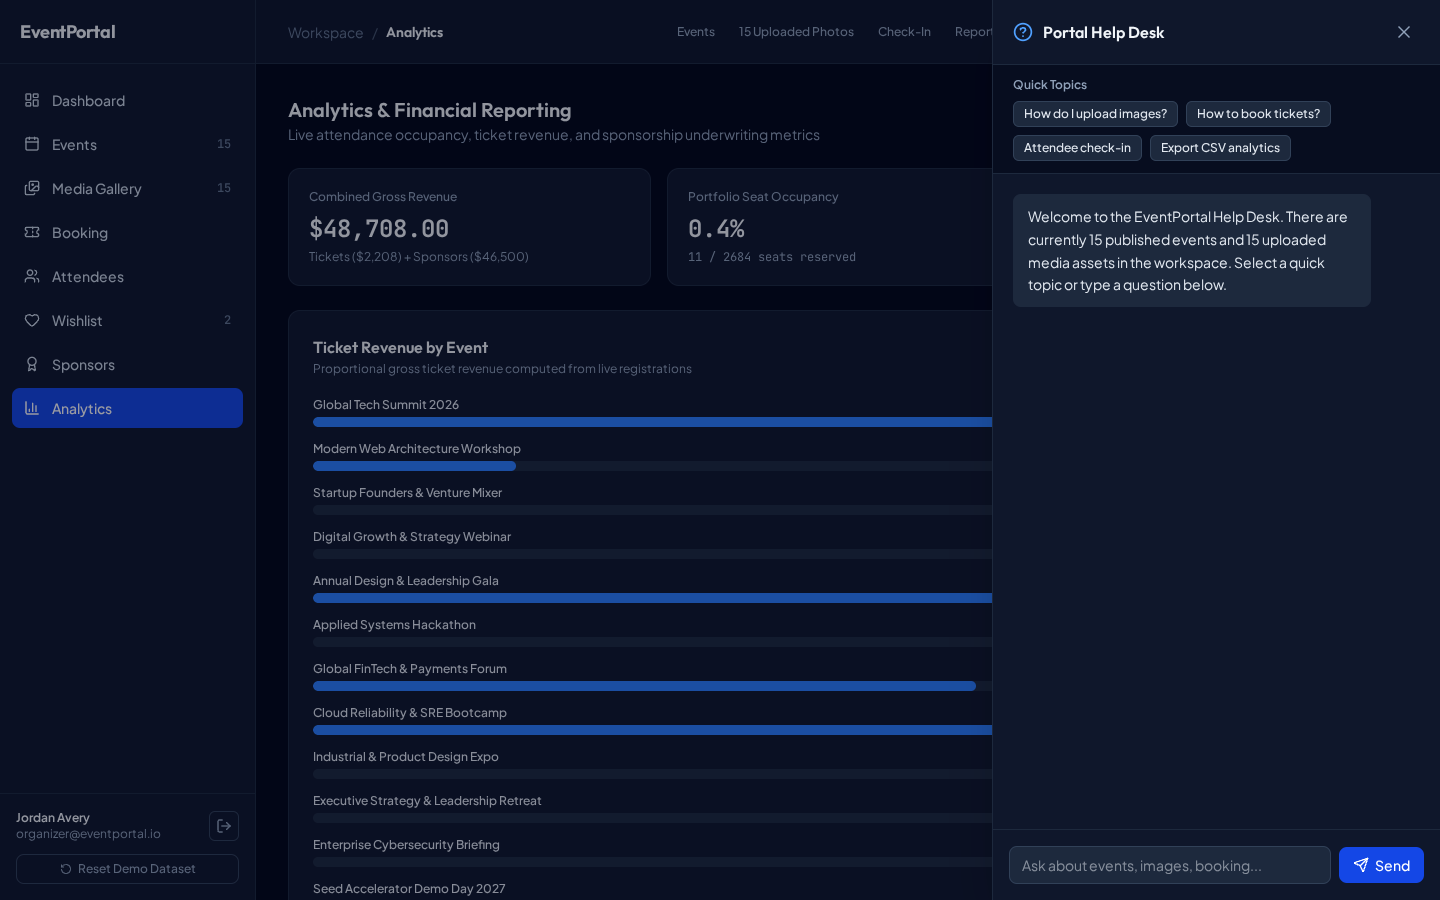 EventPortal
Dashboard
Events 15
Media Gallery 15
Booking
Attendees
Wishlist 2
Sponsors
Analytics
Jordan Avery
organizer@eventportal.io
Reset Demo Dataset
Workspace / Analytics
Events 15 Uploaded Photos Check-In Report
Analytics & Financial Reporting
Live attendance occupancy, ticket revenue, and sponsorship underwriting metrics
Combined Gross Revenue
$48,708.00
Tickets ($2,208) + Sponsors ($46,500)
Portfolio Seat Occupancy
0.4%
11 / 2684 seats reserved
Ticket Revenue by Event
Proportional gross ticket revenue computed from live registrations
Global Tech Summit 2026
Modern Web Architecture Workshop
Startup Founders & Venture Mixer
Digital Growth & Strategy Webinar
Annual Design & Leadership Gala
Applied Systems Hackathon
Global FinTech & Payments Forum
Cloud Reliability & SRE Bootcamp
Industrial & Product Design Expo
Executive Strategy & Leadership Retreat
Enterprise Cybersecurity Briefing
Seed Accelerator Demo Day 2027
Portal Help Desk
Quick Topics
How do I upload images? How to book tickets?
Attendee check-in Export CSV analytics
Welcome to the EventPortal Help Desk. There are
currently 15 published events and 15 uploaded
media assets in the workspace. Select a quick
topic or type a question below.
Ask about events, images, booking...
Send